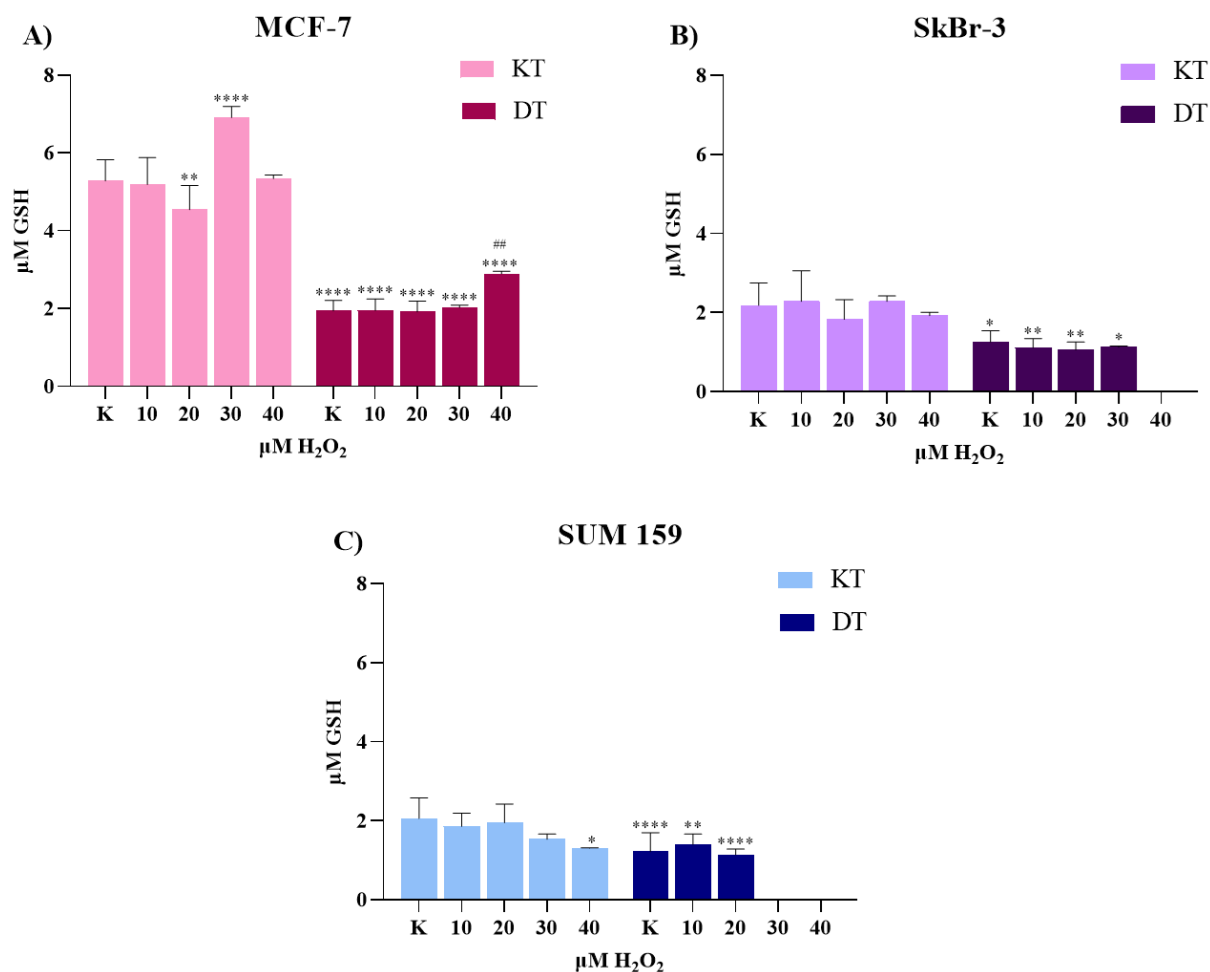 A)
MCF-7
KT
DT
8
6
4
2
0
µM GSH
****
**
**** **** **** **** ****
##
K 10 20 30 40 K 10 20 30 40
µM H₂O₂
B)
SkBr-3
KT
DT
8
6
4
2
0
µM GSH
* ** ** *
K 10 20 30 40 K 10 20 30 40
µM H₂O₂
C)
SUM 159
KT
DT
8
6
4
2
0
µM GSH
* **** ** ****
K 10 20 30 40 K 10 20 30 40
µM H₂O₂